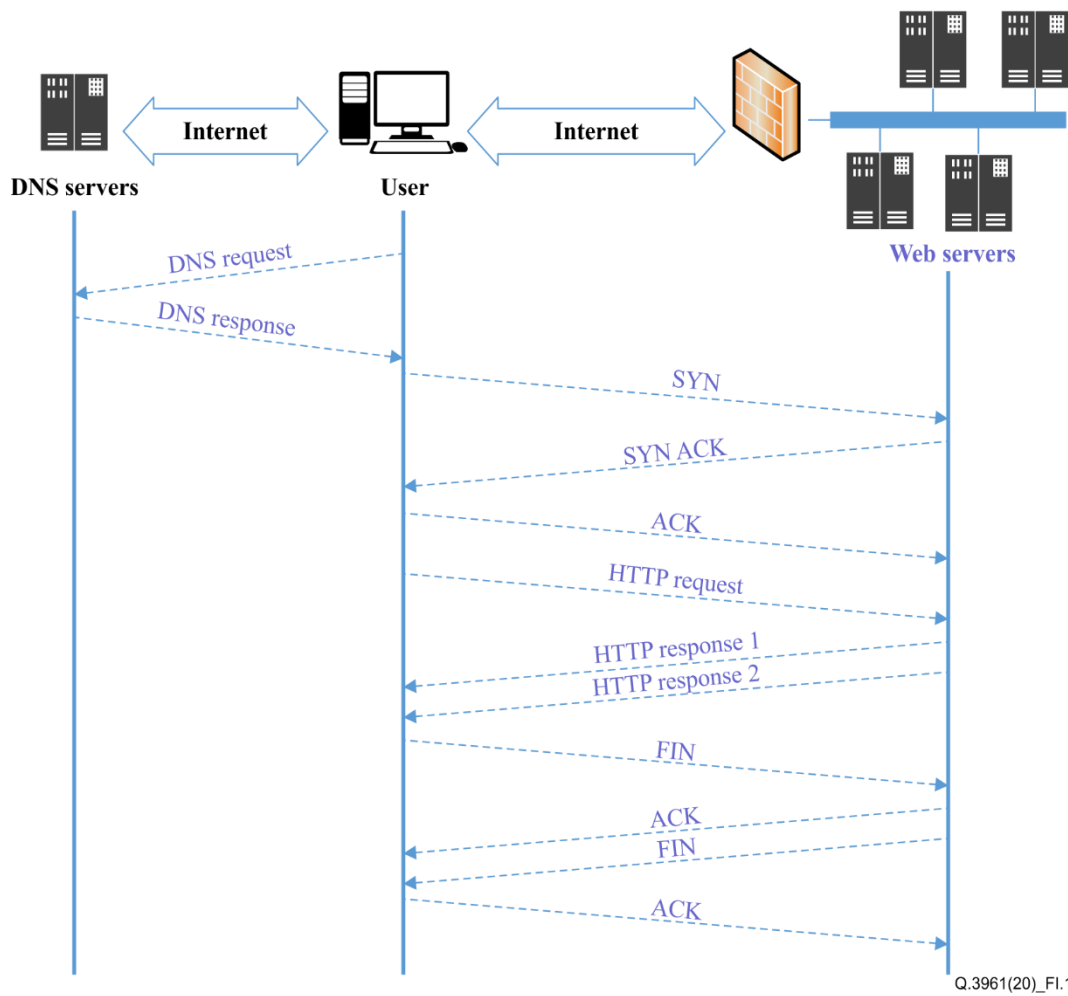 Internet
Internet
DNS servers
User
Web servers
DNS request
DNS response
SYN
SYN ACK
ACK
HTTP request
HTTP response 1
HTTP response 2
FIN
ACK
FIN
ACK